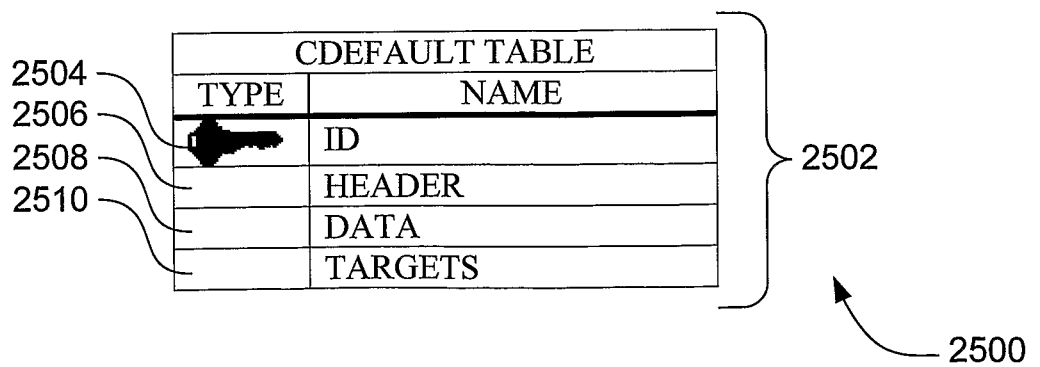 CDEFAULT TABLE
TYPE NAME
2504
2506
2508
2510
ID
HEADER
DATA
TARGETS
2502
2500